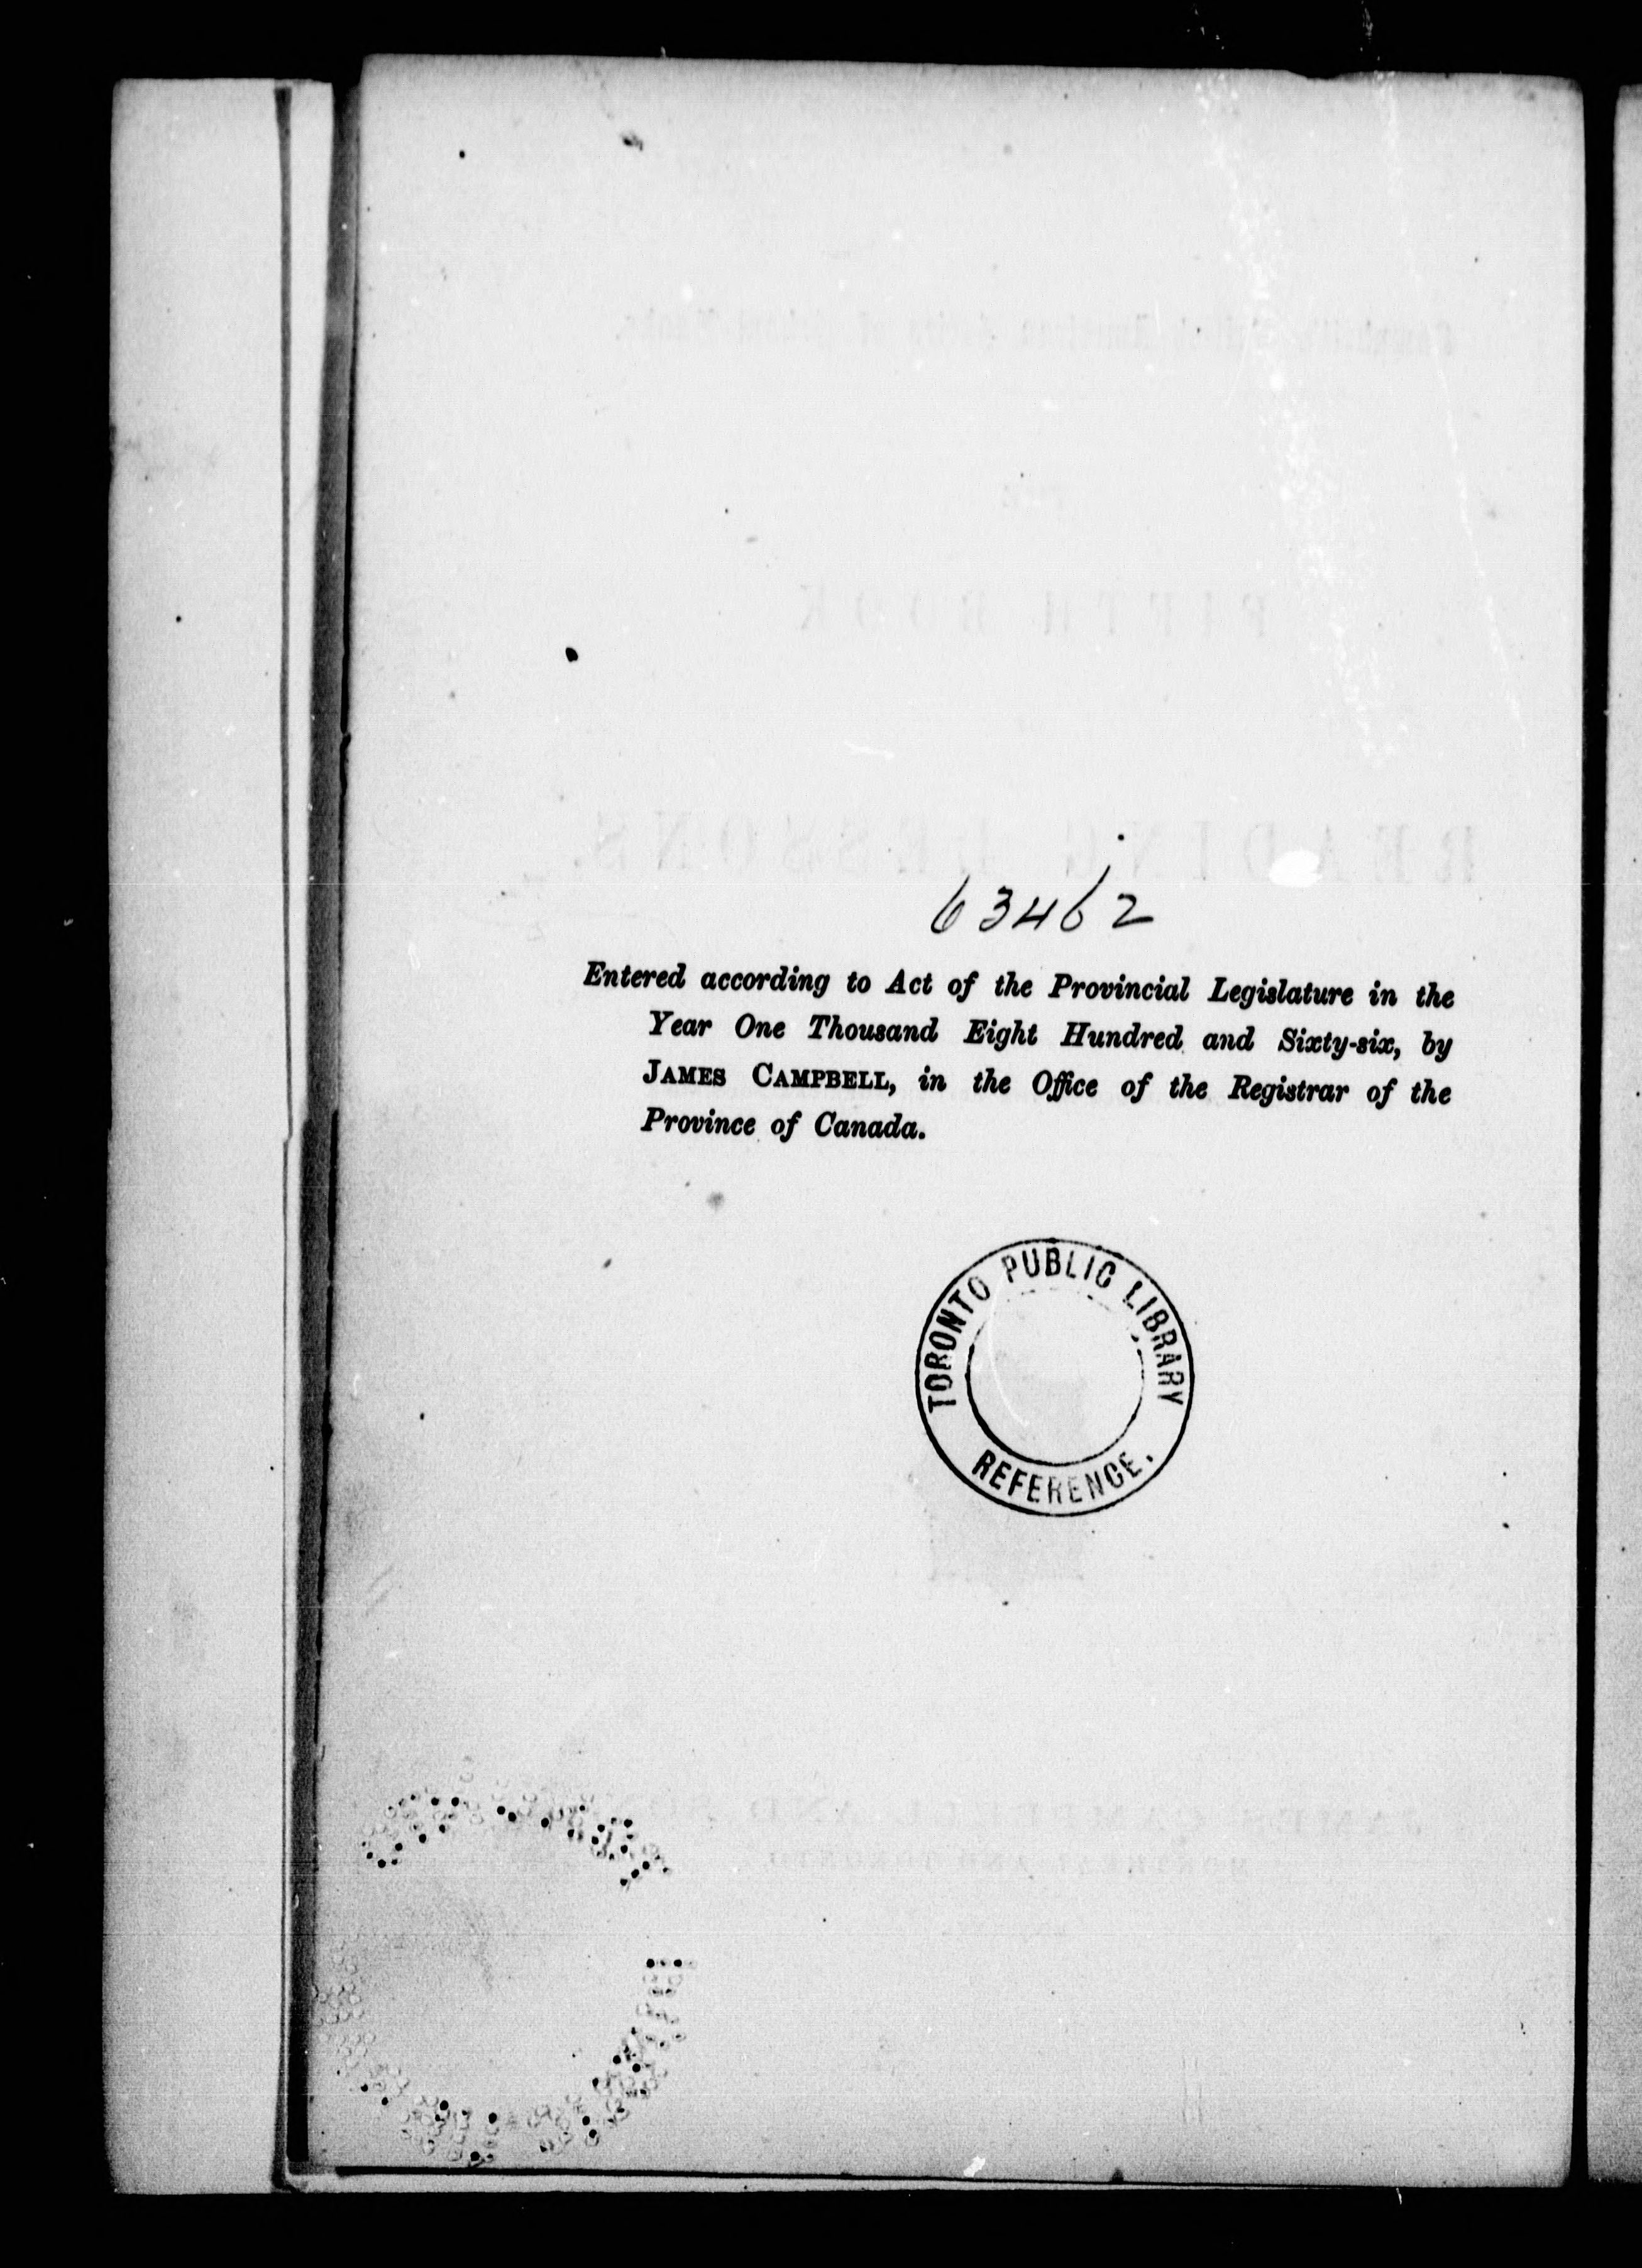 63462
Entered according to Act of the Provincial Legislature in the
Year One Thousand Eight Hundred and Sixty-six, by
JAMES CAMPBELL, in the Office of the Registrar of the
Province of Canada.
TORONTO PUBLIC LIBRARY
REFERENCE.